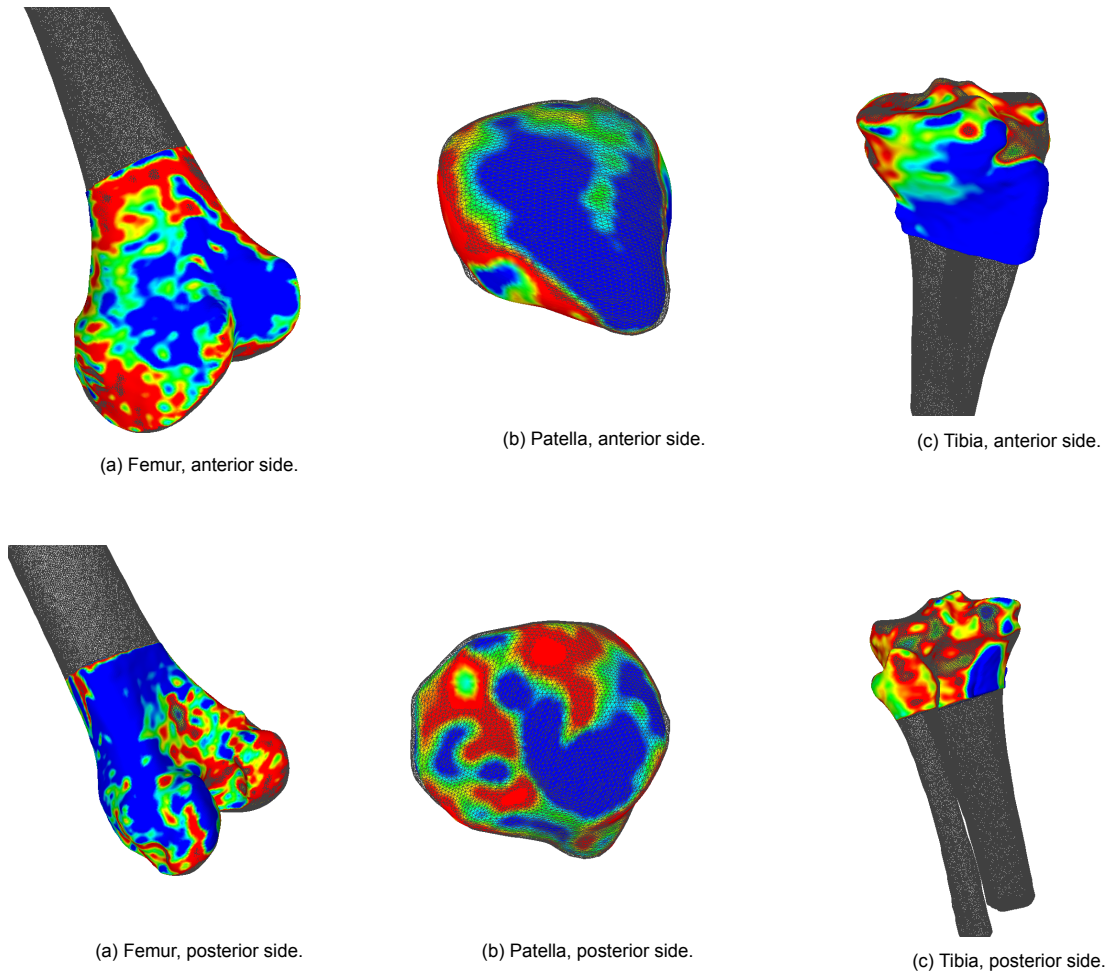 (a) Femur, anterior side.
(b) Patella, anterior side.
(c) Tibia, anterior side.
(a) Femur, posterior side.
(b) Patella, posterior side.
(c) Tibia, posterior side.